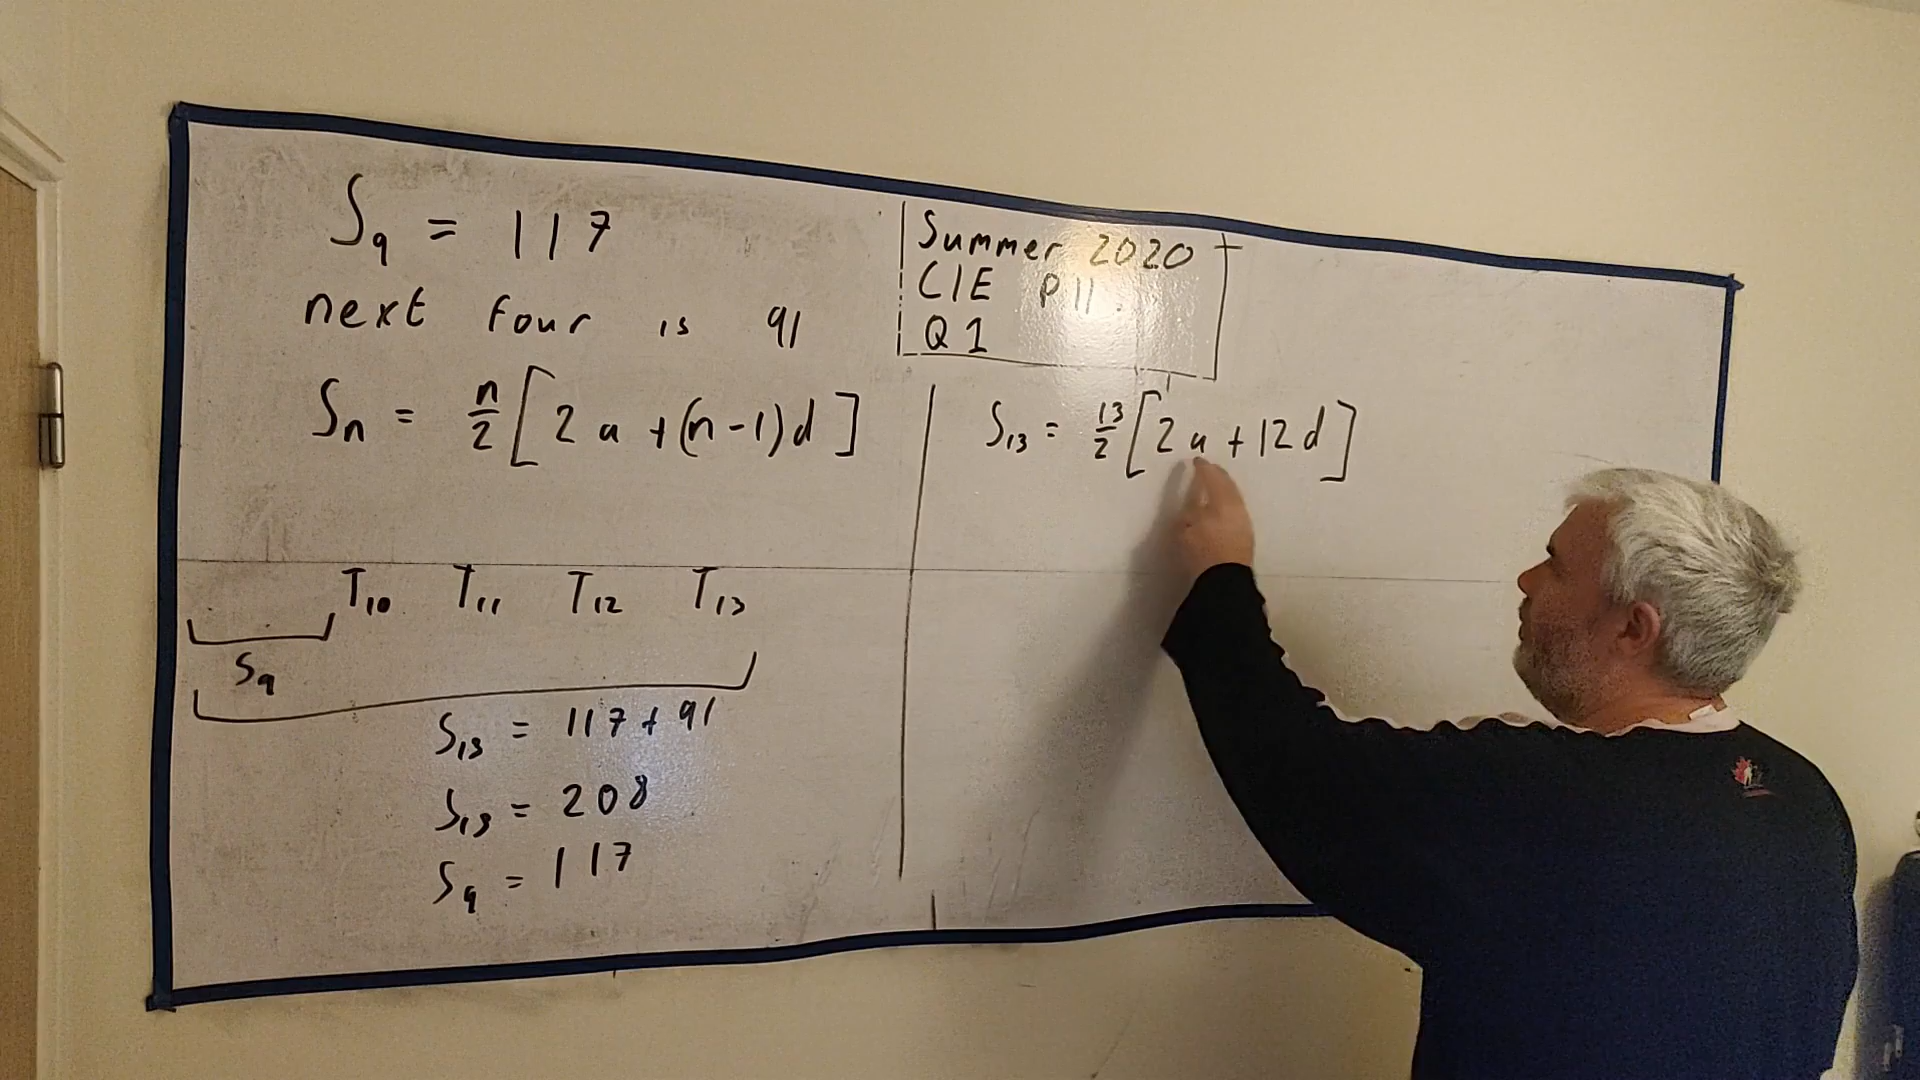 S₉ = 117
next four is 91
Sₙ = n/2 [2a + (n-1)d]
Summer 2020
CIE P11.
Q1
S₁₃ = 13/2 [2a + 12d]
T₁₀ T₁₁ T₁₂ T₁₃
S₉
S₁₃ = 117 + 91
S₁₃ = 208
S₉ = 117